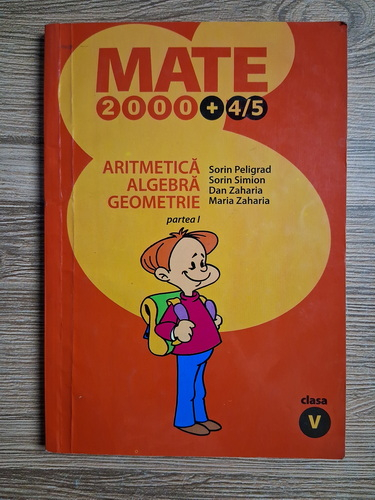 MATE
2000 + 4/5
ARITMETICĂ
ALGEBRĂ
GEOMETRIE
partea I
Sorin Peligrad
Sorin Simion
Dan Zaharia
Maria Zaharia
clasa
V